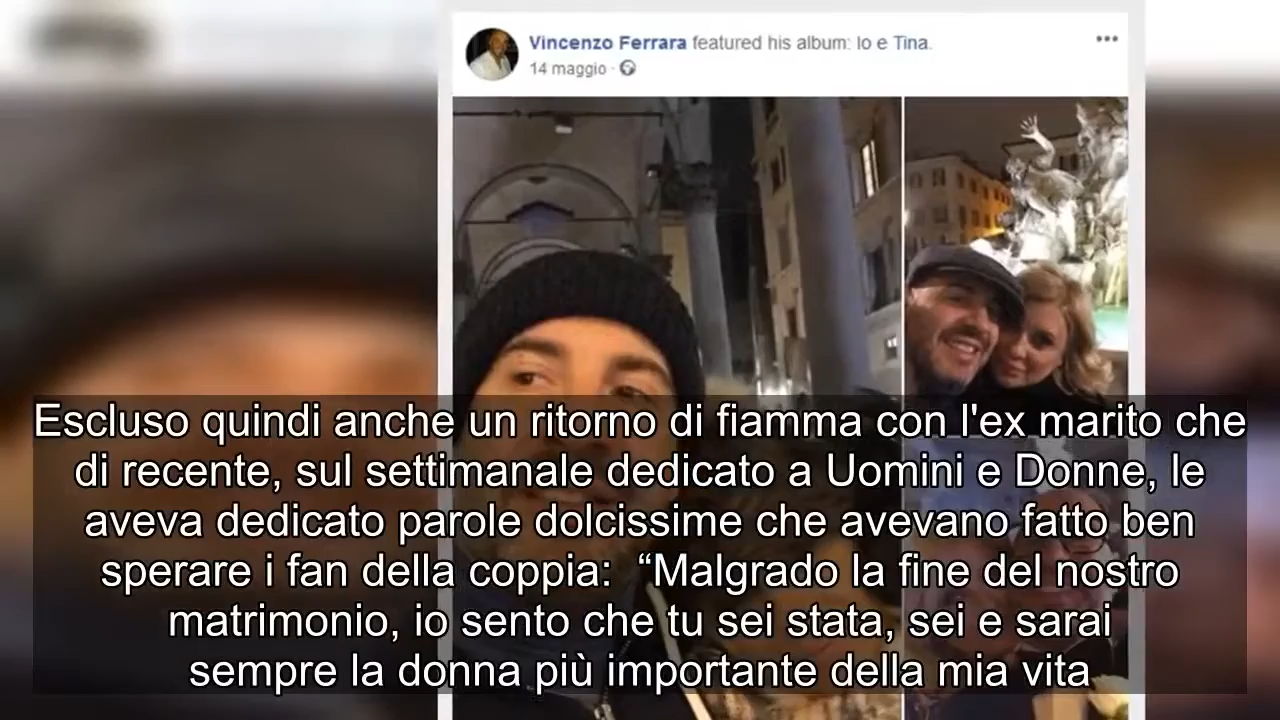 Vincenzo Ferrara featured his album: Io e Tina.
14 maggio ·
Escluso quindi anche un ritorno di fiamma con l'ex marito che
di recente, sul settimanale dedicato a Uomini e Donne, le
aveva dedicato parole dolcissime che avevano fatto ben
sperare i fan della coppia:  “Malgrado la fine del nostro
matrimonio, io sento che tu sei stata, sei e sarai
sempre la donna più importante della mia vita